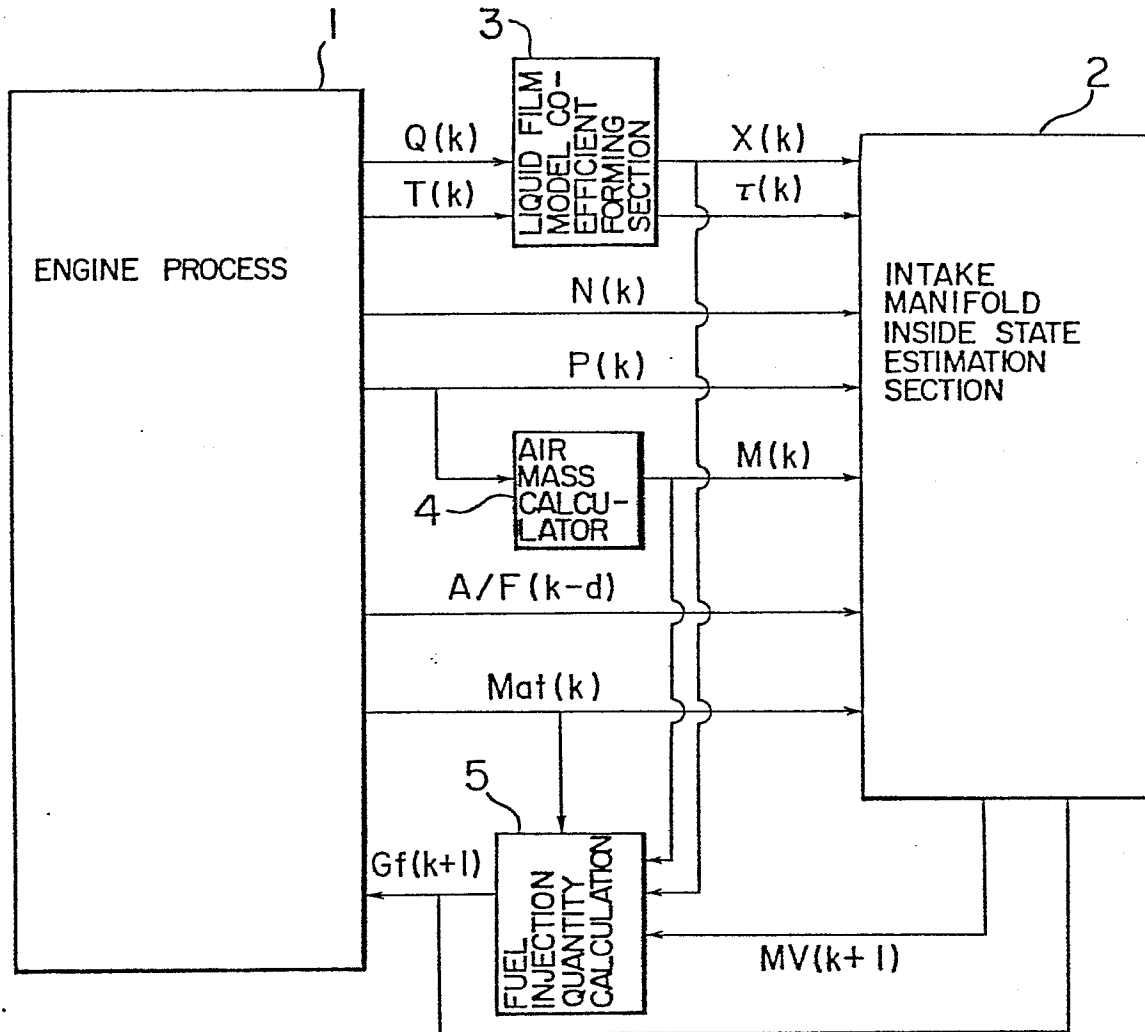 1
3
2
LIQUID FILM
MODEL CO-
EFFICIENT
FORMING
SECTION
Q(k)
X(k)
T(k)
τ(k)
ENGINE PROCESS
N(k)
INTAKE
MANIFOLD
INSIDE STATE
ESTIMATION
SECTION
P(k)
AIR
MASS
CALCU-
LATOR
4
M(k)
A/F(k-d)
Mat(k)
5
Gf(k+1)
FUEL
INJECTION
QUANTITY
CALCULATION
MV(k+1)